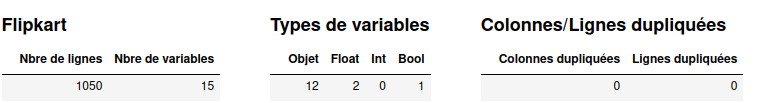 Flipkart
Nbre de lignes Nbre de variables
1050 15
Types de variables
Objet Float Int Bool
12 2 0 1
Colonnes/Lignes dupliquées
Colonnes dupliquées Lignes dupliquées
0 0